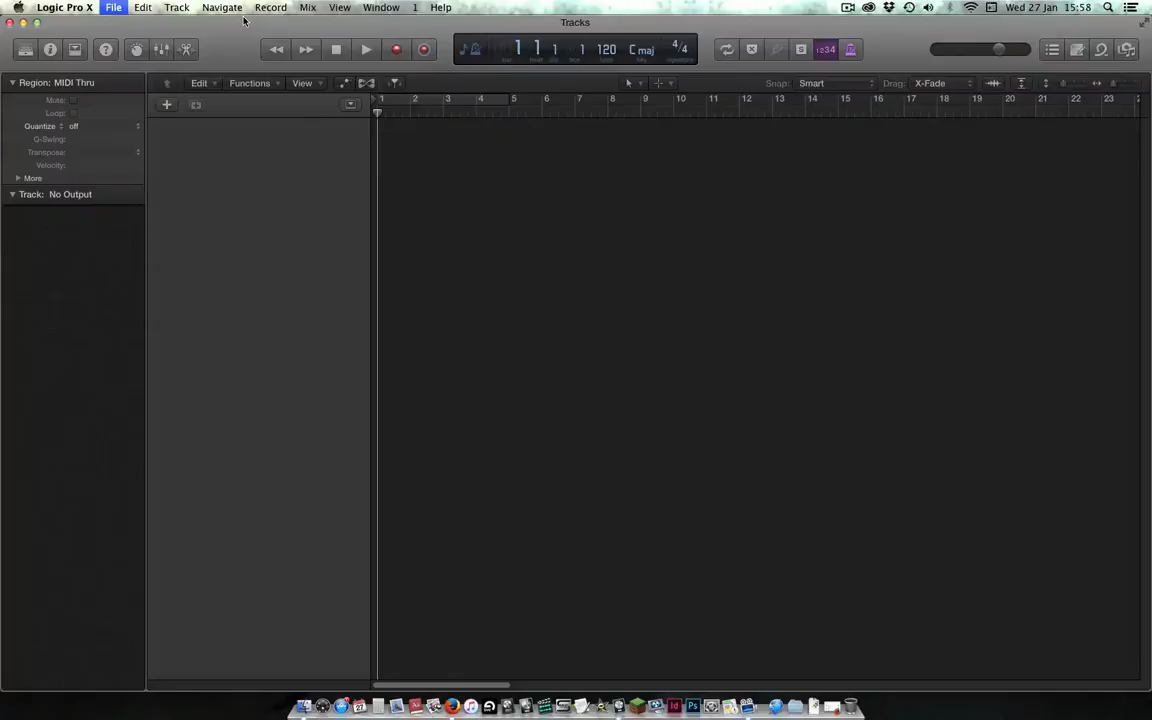 Logic Pro X File Edit Track Navigate Record Mix View Window 1 Help Wed 27 Jan 15:58
Tracks
1 1 1 1 120 C maj 4/4
1234
Region: MIDI Thru
Edit Functions View Snap: Smart Drag: X-Fade
Mute:
Loop:
Quantize off
Q-Swing:
Transpose:
Velocity:
More
Track: No Output
1 2 3 4 5 6 7 8 9 10 11 12 13 14 15 16 17 18 19 20 21 22 23